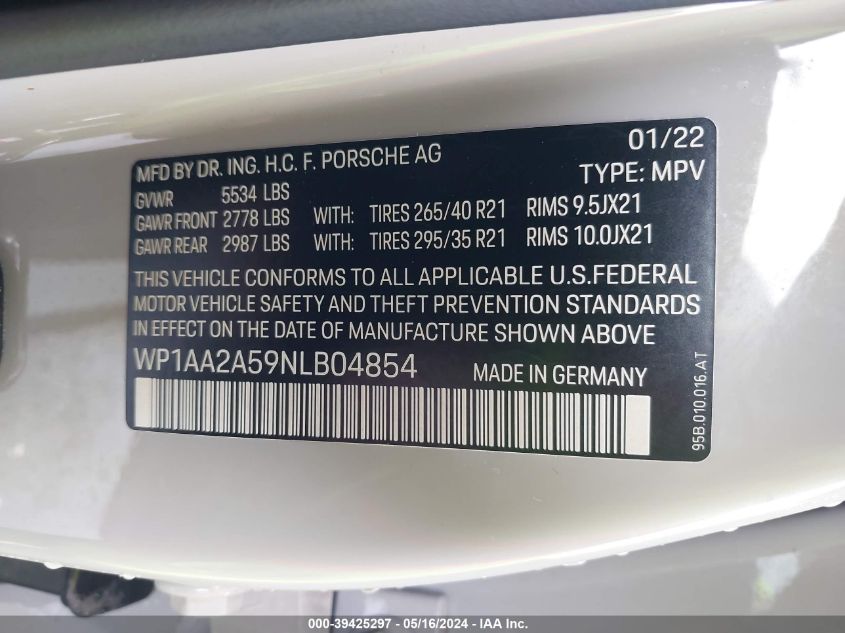 MFD BY DR. ING. H.C. F. PORSCHE AG 01/22
TYPE: MPV
GVWR 5534 LBS
GAWR FRONT 2778 LBS WITH: TIRES 265/40 R21 RIMS 9.5JX21
GAWR REAR 2987 LBS WITH: TIRES 295/35 R21 RIMS 10.0JX21
THIS VEHICLE CONFORMS TO ALL APPLICABLE U.S.FEDERAL
MOTOR VEHICLE SAFETY AND THEFT PREVENTION STANDARDS
IN EFFECT ON THE DATE OF MANUFACTURE SHOWN ABOVE
WP1AA2A59NLB04854 MADE IN GERMANY
95B.010.016.AT
000-39425297 - 05/16/2024 - IAA Inc.